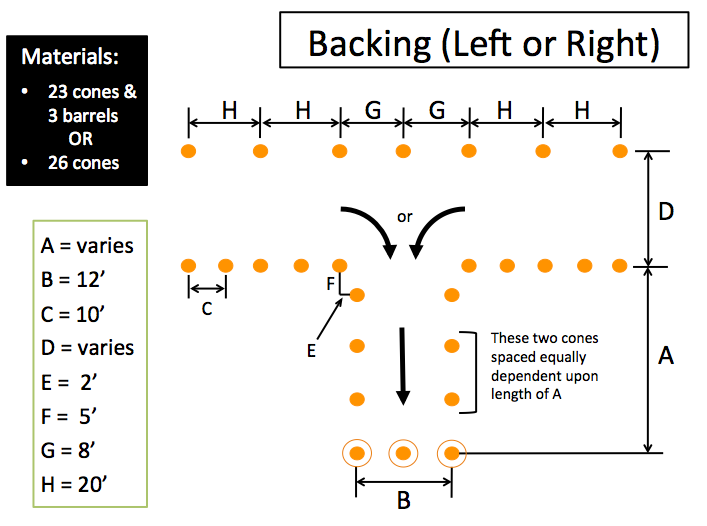 Backing (Left or Right)
Materials:
• 23 cones &
3 barrels
OR
• 26 cones
H H G G H H
or
D
A = varies
B = 12’
C = 10’
D = varies
E = 2’
F = 5’
G = 8’
H = 20’
C
F
E
These two cones
spaced equally
dependent upon
length of A
A
B